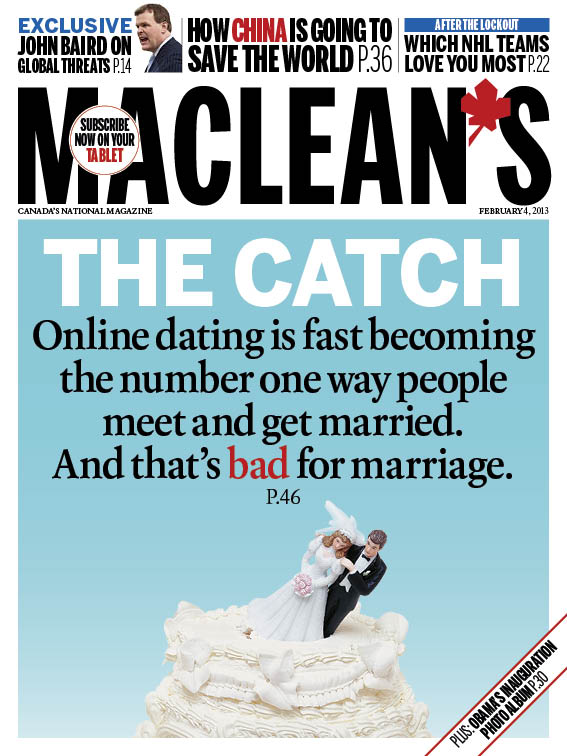 EXCLUSIVE
JOHN BAIRD ON
GLOBAL THREATS P.14
HOW CHINA IS GOING TO
SAVE THE WORLD P.36
AFTER THE LOCKOUT
WHICH NHL TEAMS
LOVE YOU MOST P.22
MACLEAN'S
SUBSCRIBE
NOW ON YOUR
TABLET
CANADA'S NATIONAL MAGAZINE
FEBRUARY 4, 2013
THE CATCH
Online dating is fast becoming
the number one way people
meet and get married.
And that's bad for marriage.
P.46
PLUS: OBAMA'S INAUGURATION
PHOTO ALBUM P.30